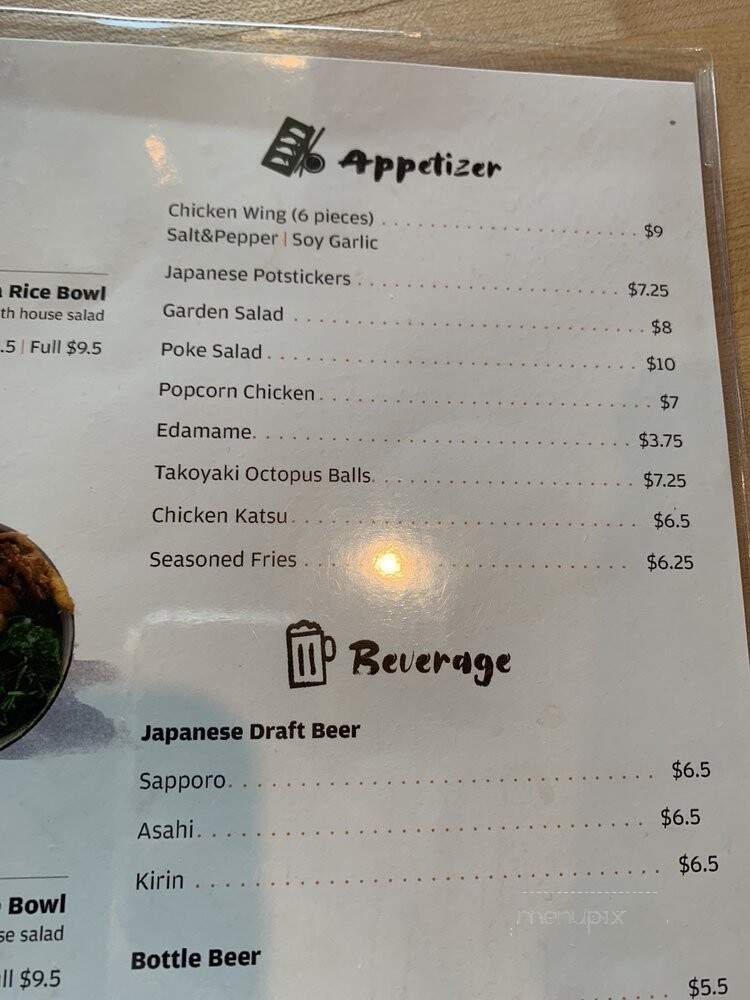 Appetizer
Chicken Wing (6 pieces) $9
Salt&Pepper | Soy Garlic
Japanese Potstickers $7.25
Garden Salad $8
Poke Salad $10
Popcorn Chicken $7
Edamame $3.75
Takoyaki Octopus Balls $7.25
Chicken Katsu $6.5
Seasoned Fries $6.25
Rice Bowl
house salad
.5 | Full $9.5
Beverage
Japanese Draft Beer
Sapporo $6.5
Asahi $6.5
Kirin $6.5
Bottle Beer
$5.5
Bowl
salad
$9.5
menupix